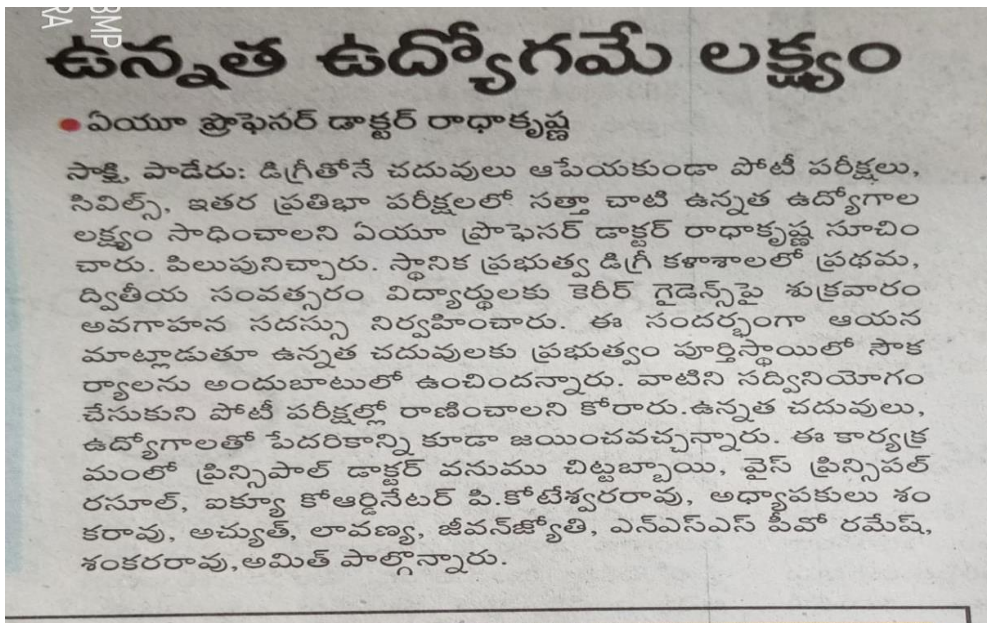 BMP
RA
ఉన్నత ఉద్యోగమే లక్ష్యం
ఏయూ ప్రొఫెసర్ డాక్టర్ రాధాకృష్ణ
సాక్షి, పాడేరు: డిగ్రీతోనే చదువులు ఆపేయకుండా పోటీ పరీక్షలు,
సివిల్స్, ఇతర ప్రతిభా పరీక్షలలో సత్తా చాటి ఉన్నత ఉద్యోగాల
లక్ష్యం సాధించాలని ఏయూ ప్రొఫెసర్ డాక్టర్ రాధాకృష్ణ సూచిం
చారు. పిలుపునిచ్చారు. స్థానిక ప్రభుత్వ డిగ్రీ కళాశాలలో ప్రథమ,
ద్వితీయ సంవత్సరం విద్యార్థులకు కెరీర్ గైడెన్స్‌పై శుక్రవారం
అవగాహన సదస్సు నిర్వహించారు. ఈ సందర్భంగా ఆయన
మాట్లాడుతూ ఉన్నత చదువులకు ప్రభుత్వం పూర్తిస్థాయిలో సౌక
ర్యాలను అందుబాటులో ఉంచిందన్నారు. వాటిని సద్వినియోగం
చేసుకుని పోటీ పరీక్షల్లో రాణించాలని కోరారు.ఉన్నత చదువులు,
ఉద్యోగాలతో పేదరికాన్ని కూడా జయించవచ్చన్నారు. ఈ కార్యక్ర
మంలో ప్రిన్సిపాల్ డాక్టర్ వనుము చిట్టబ్బాయి, వైస్ ప్రిన్సిపల్
రసూల్, ఐక్యూ కోఆర్డినేటర్ పి.కోటేశ్వరరావు, అధ్యాపకులు శం
కరావు, అచ్యుత్, లావణ్య, జీవన్‌జ్యోతి, ఎన్ఎస్ఎస్ పీవో రమేష్,
శంకరరావు,అమిత్ పాల్గొన్నారు.